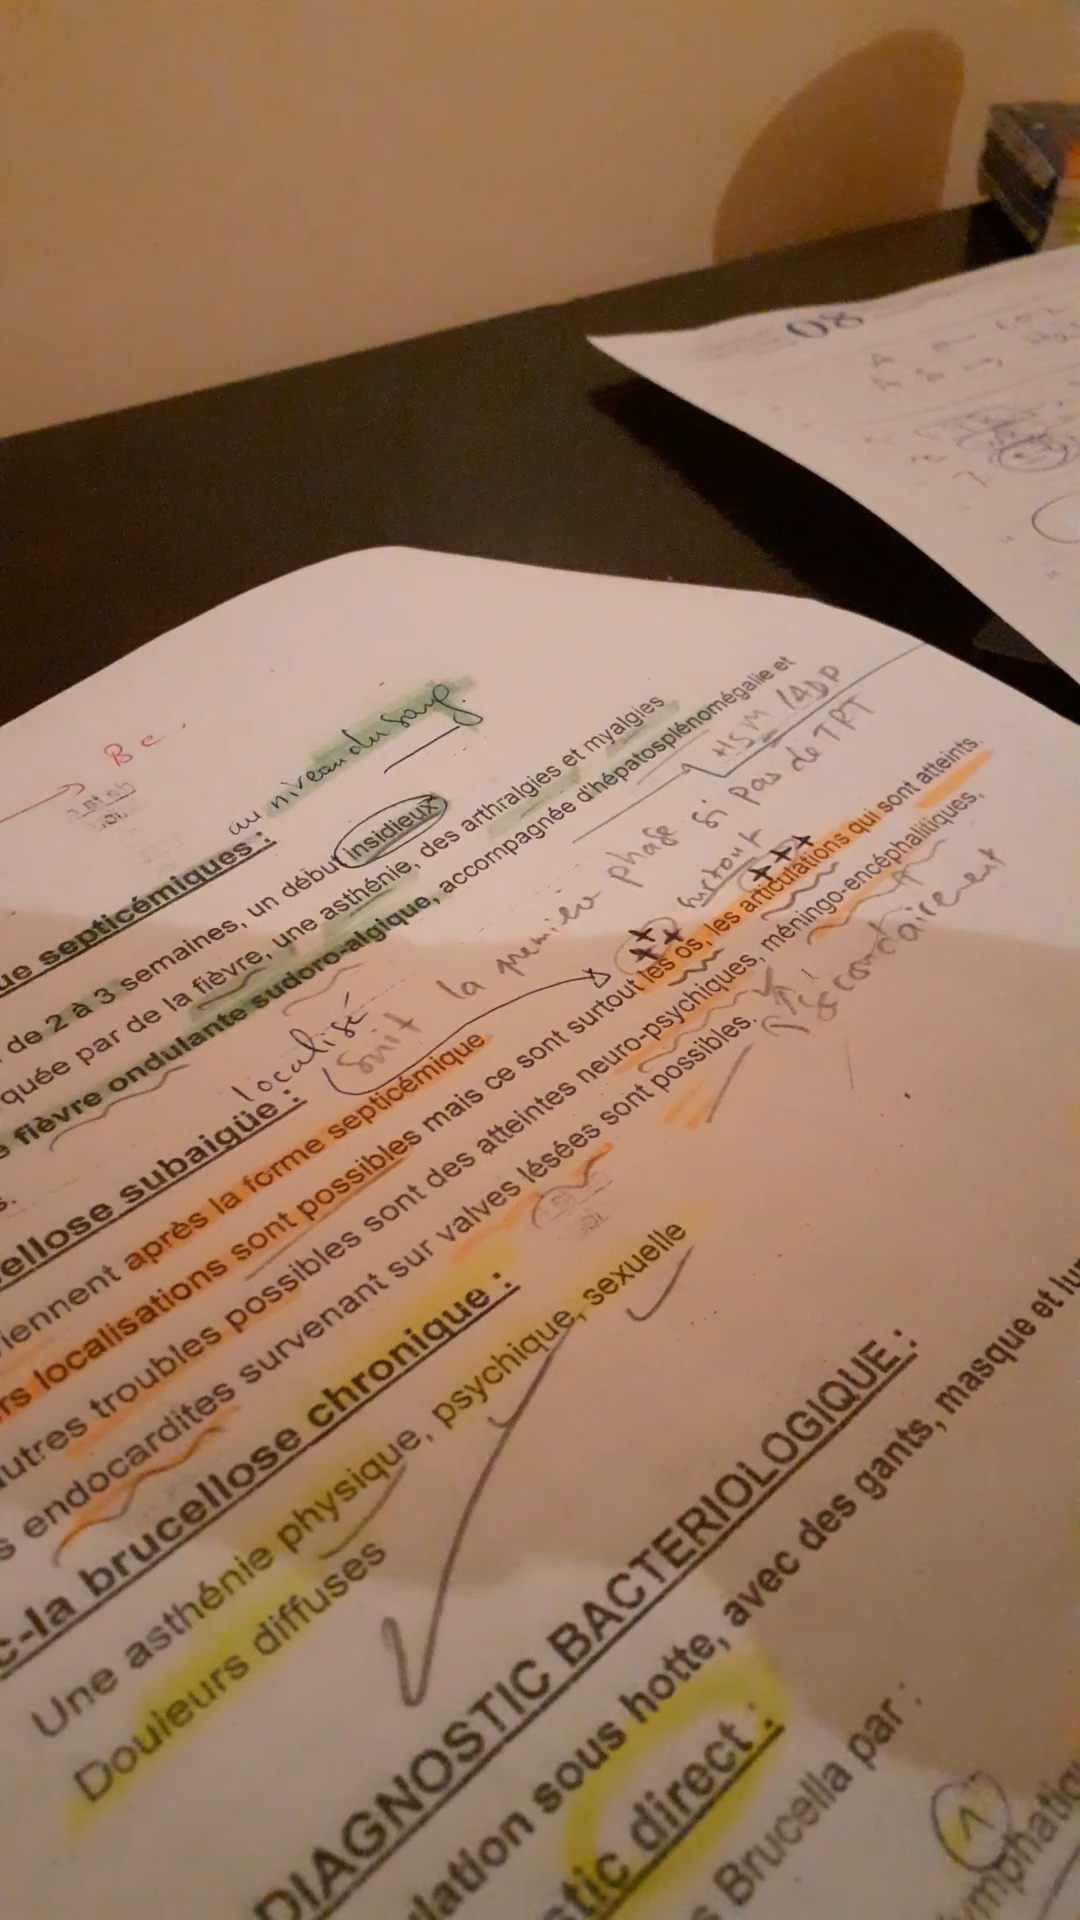 08
Bc
au niveau du sang
ue septicémiques :
de 2 à 3 semaines, un début insidieux
quée par de la fièvre, une asthénie, des arthralgies et myalgies
fièvre ondulante sudoro-algique, accompagnée d'hépatosplénomégalie et
HSM /ADP
s.
localisé
ellose subaigüe :
suit la première phase si pas de TRT
iennent après la forme septicémique
surtout
+++
rs localisations sont possibles mais ce sont surtout les os, les articulations qui sont atteints.
utres troubles possibles sont des atteintes neuro-psychiques, méningo-encéphalitiques,
secondairement
s endocardites survenant sur valves lésées sont possibles.
c-la brucellose chronique :
Une asthénie physique, psychique, sexuelle
Douleurs diffuses
DIAGNOSTIC BACTERIOLOGIQUE :
ulation sous hotte, avec des gants, masque et lu
stic direct :
s Brucella par :
1
ymphatiq